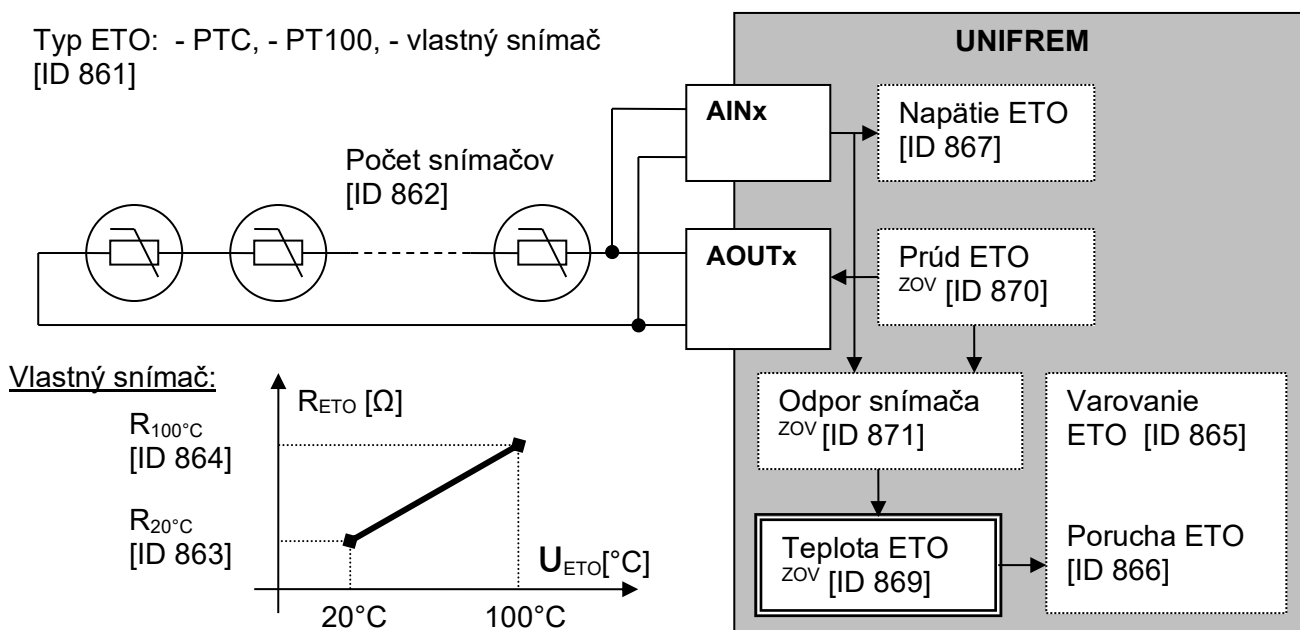 Typ ETO: - PTC, - PT100, - vlastný snímač
[ID 861]
UNIFREM
AINx
Napätie ETO
[ID 867]
Počet snímačov
[ID 862]
AOUTx
Prúd ETO
ZOV [ID 870]
Vlastný snímač:
RETO [Ω]
R100°C
[ID 864]
R20°C
[ID 863]
UETO[°C]
20°C
100°C
Odpor snímača
ZOV [ID 871]
Varovanie
ETO [ID 865]
Teplota ETO
ZOV [ID 869]
Porucha ETO
[ID 866]